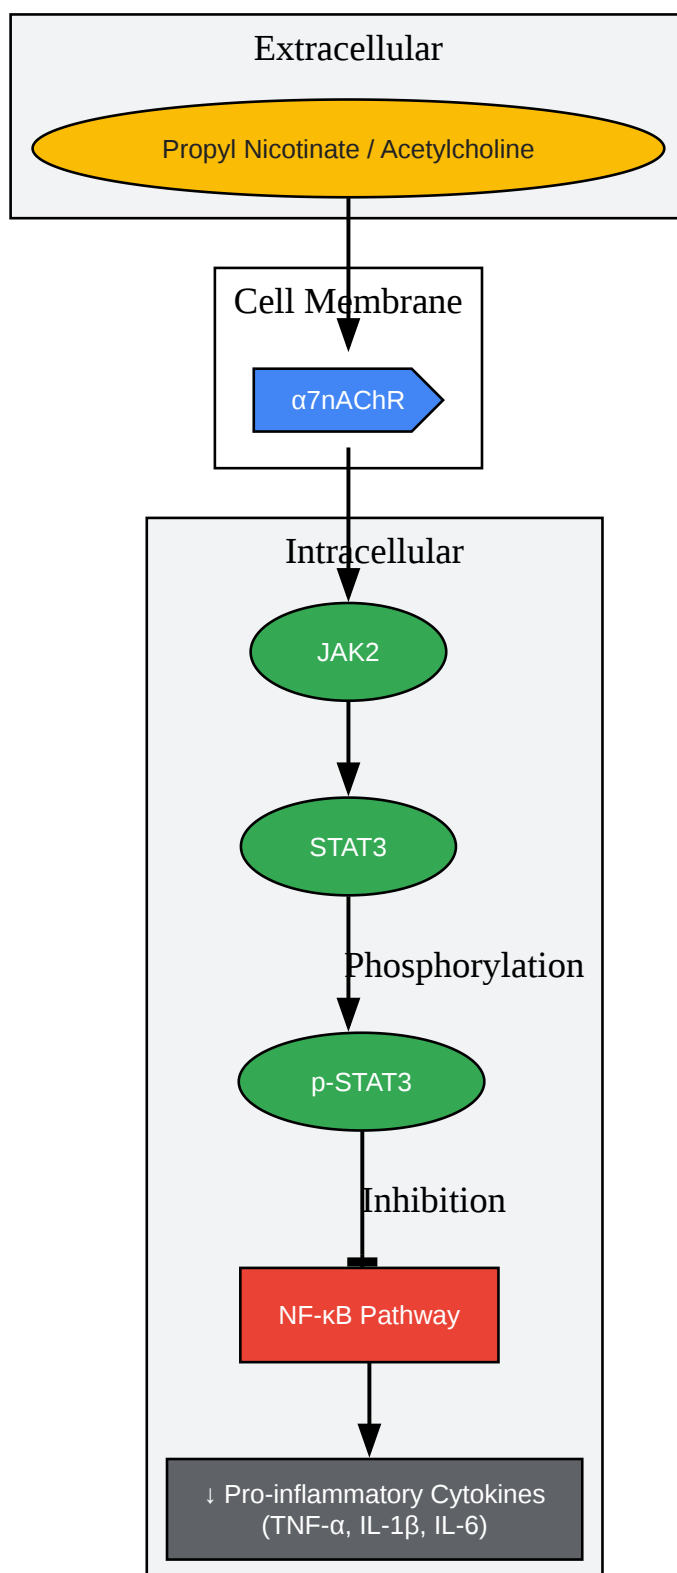 Extracellular
Propyl Nicotinate / Acetylcholine
Cell Membrane
α7nAChR
Intracellular
JAK2
STAT3
Phosphorylation
p-STAT3
Inhibition
NF-κB Pathway
↓ Pro-inflammatory Cytokines
(TNF-α, IL-1β, IL-6)